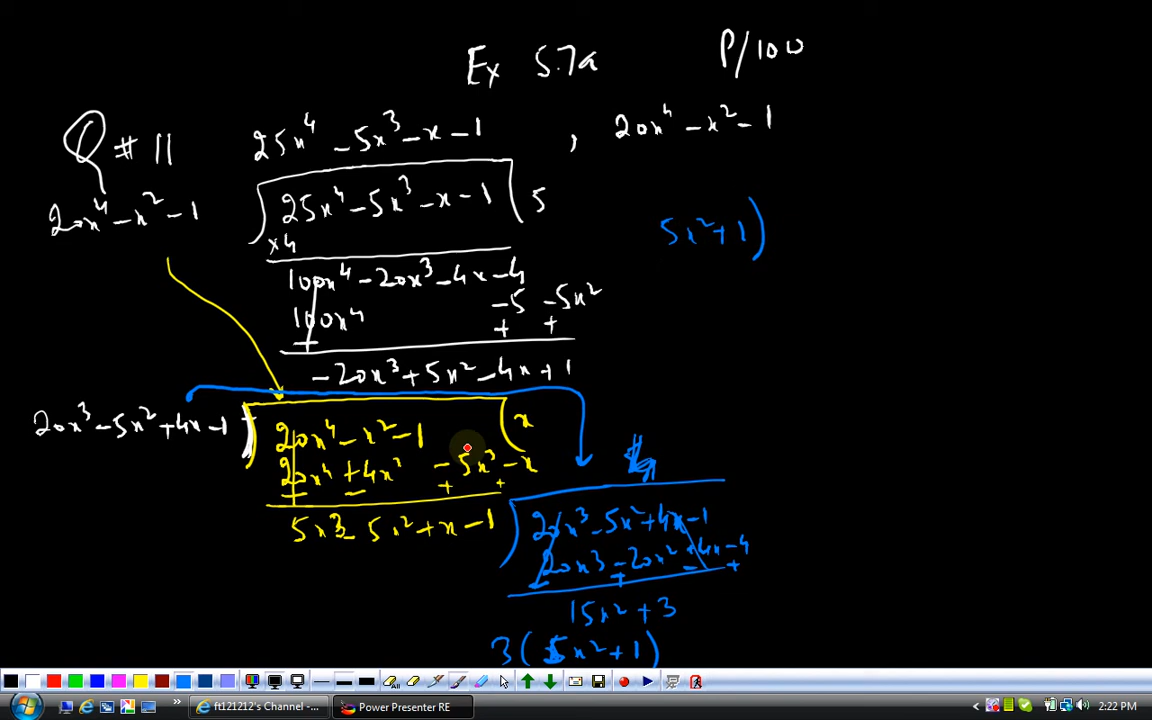 Ex 5.7a P/100
Q # 11 25x⁴ - 5x³ - x - 1 , 20x⁴ - x² - 1
20x⁴ - x² - 1 ) 25x⁴ - 5x³ - x - 1 ( 5
5x² + 1 )
×4
100x⁴ - 20x³ - 4x - 4
100x⁴ - 5 - 5x²
- + +
- 20x³ + 5x² - 4x + 1
20x³ - 5x² + 4x - 1 ) 20x⁴ - x² - 1 ( x
20x⁴ + 4x² - 5x³ - x
- - + +
5x3 - 5x² + x - 1 ) 20x³ - 5x² + 4x - 1
20x3 - 20x² + 4x - 4
- + - +
15x² + 3
3 ( 5x² + 1 )
ft121212's Channel -...
Power Presenter RE
2:22 PM